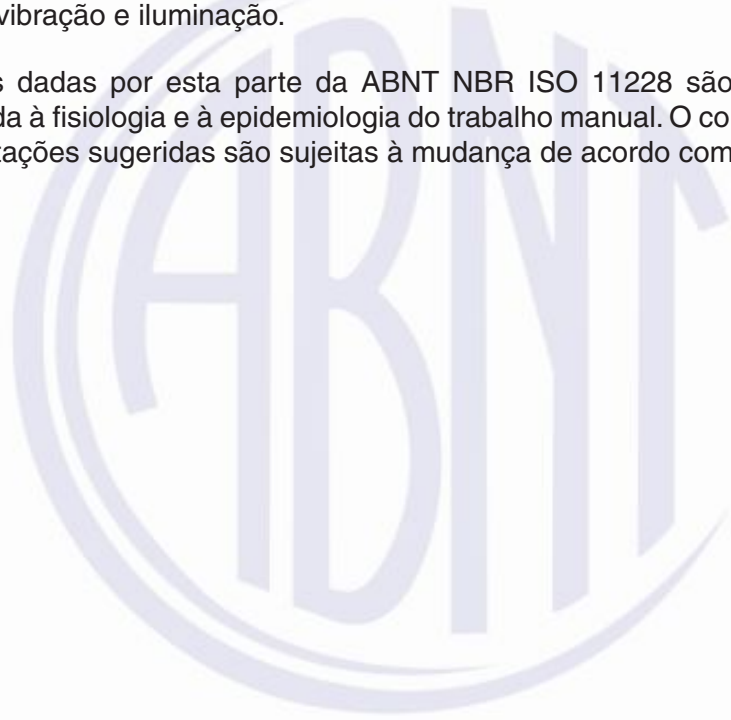 vibração e iluminação.
s dadas por esta parte da ABNT NBR ISO 11228 são
da à fisiologia e à epidemiologia do trabalho manual. O co
tações sugeridas são sujeitas à mudança de acordo com
ABNT